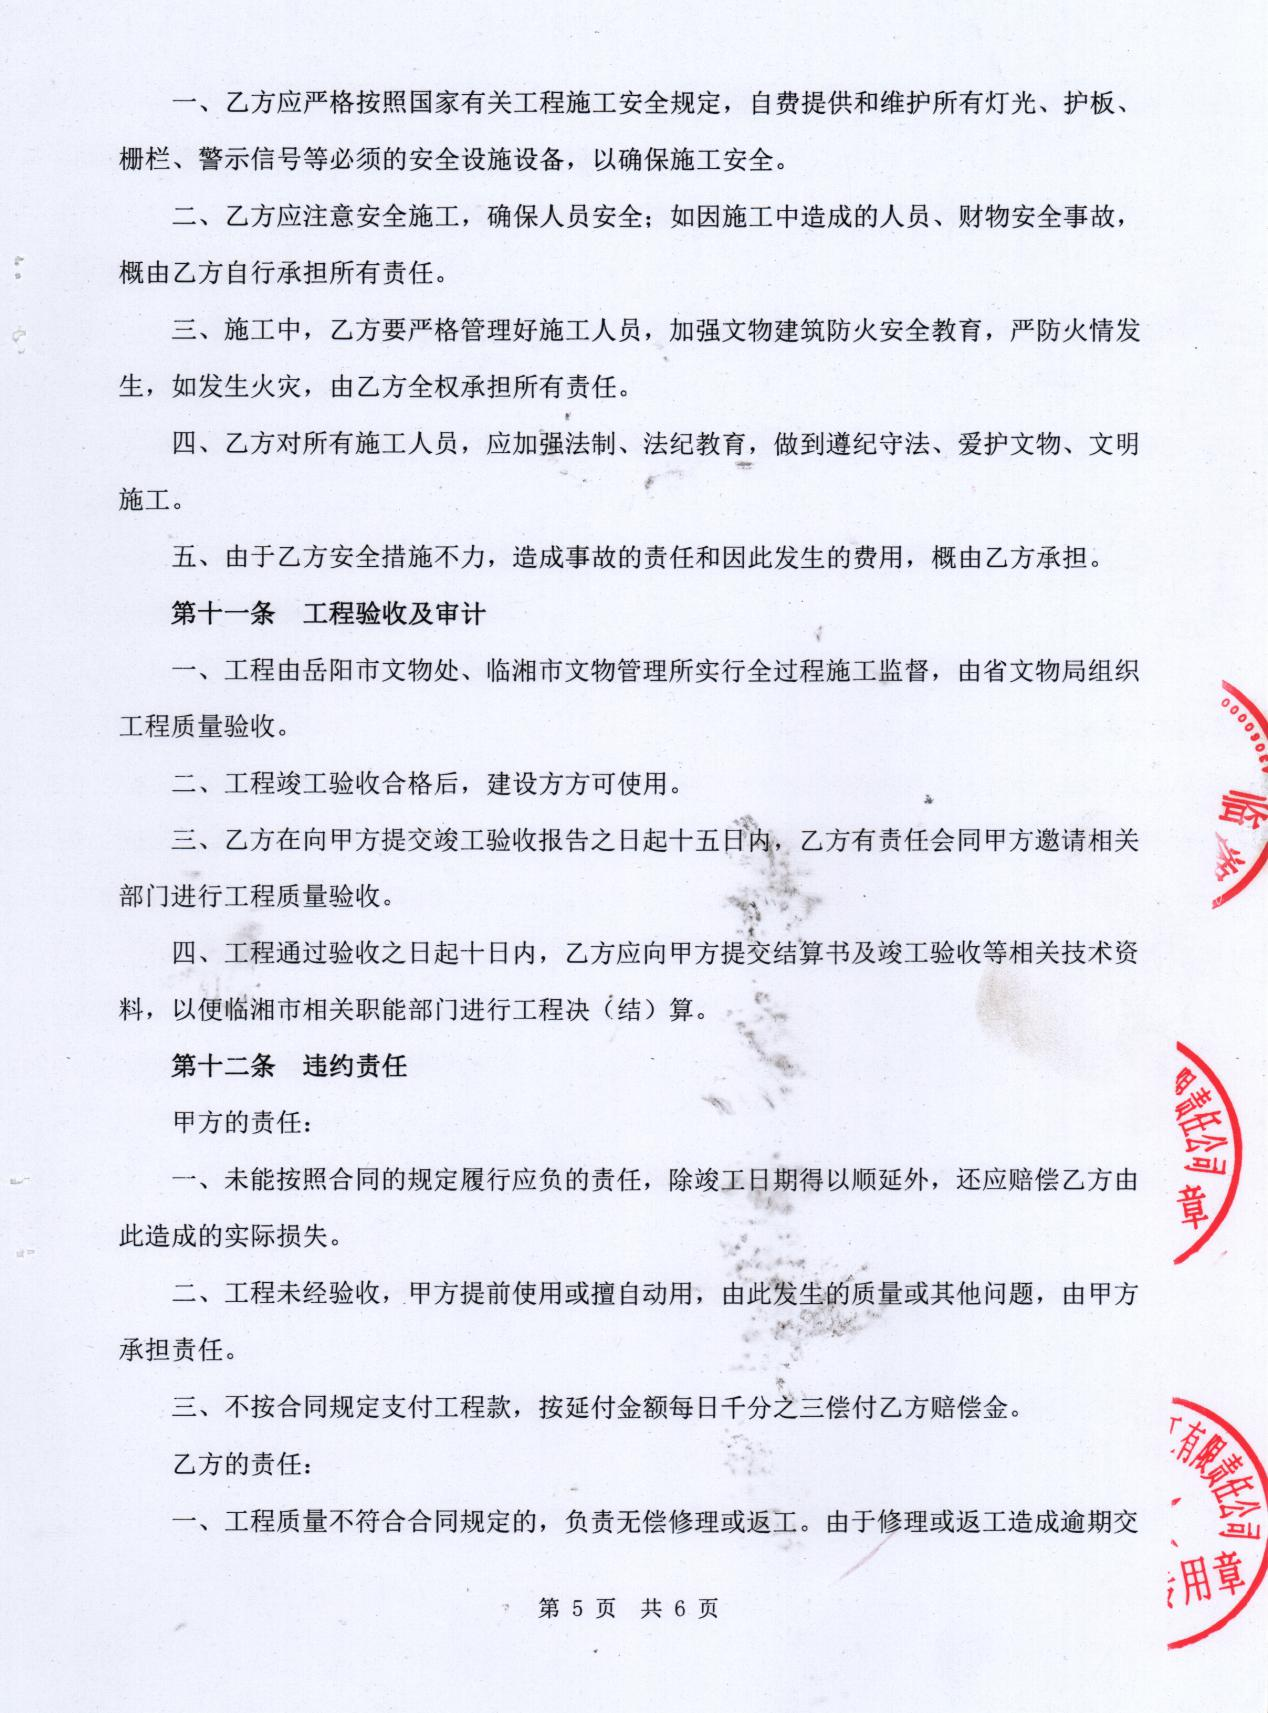 一、乙方应严格按照国家有关工程施工安全规定，自费提供和维护所有灯光、护板、
栅栏、警示信号等必须的安全设施设备，以确保施工安全。
二、乙方应注意安全施工，确保人员安全；如因施工中造成的人员、财物安全事故，
概由乙方自行承担所有责任。
三、施工中，乙方要严格管理好施工人员，加强文物建筑防火安全教育，严防火情发
生，如发生火灾，由乙方全权承担所有责任。
四、乙方对所有施工人员，应加强法制、法纪教育，做到遵纪守法、爱护文物、文明
施工。
五、由于乙方安全措施不力，造成事故的责任和因此发生的费用，概由乙方承担。
第十一条　工程验收及审计
一、工程由岳阳市文物处、临湘市文物管理所实行全过程施工监督，由省文物局组织
工程质量验收。
二、工程竣工验收合格后，建设方方可使用。
三、乙方在向甲方提交竣工验收报告之日起十五日内，乙方有责任会同甲方邀请相关
部门进行工程质量验收。
四、工程通过验收之日起十日内，乙方应向甲方提交结算书及竣工验收等相关技术资
料，以便临湘市相关职能部门进行工程决（结）算。
第十二条　违约责任
甲方的责任：
一、未能按照合同的规定履行应负的责任，除竣工日期得以顺延外，还应赔偿乙方由
此造成的实际损失。
二、工程未经验收，甲方提前使用或擅自动用，由此发生的质量或其他问题，由甲方
承担责任。
三、不按合同规定支付工程款，按延付金额每日千分之三偿付乙方赔偿金。
乙方的责任：
一、工程质量不符合合同规定的，负责无偿修理或返工。由于修理或返工造成逾期交
第 5 页　共 6 页
临
限责任公司
章
工有限责任公司
用章